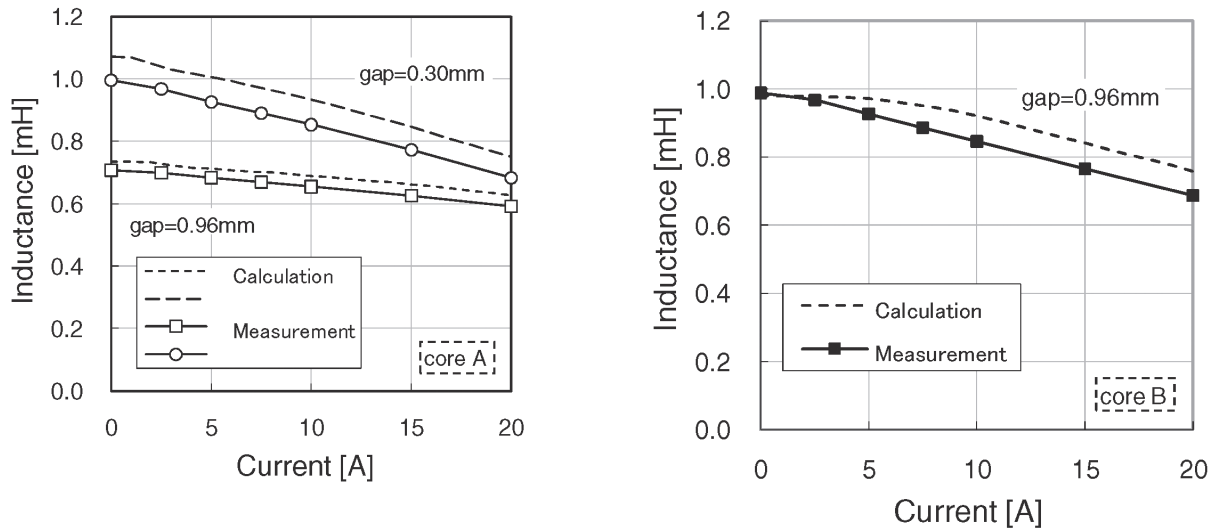 1.2
1.0
0.8
0.6
0.4
0.2
0.0
Inductance [mH]
gap=0.30mm
gap=0.96mm
Calculation
Measurement
core A
0 5 10 15 20
Current [A]
1.2
1.0
0.8
0.6
0.4
0.2
0.0
Inductance [mH]
gap=0.96mm
Calculation
Measurement
core B
0 5 10 15 20
Current [A]